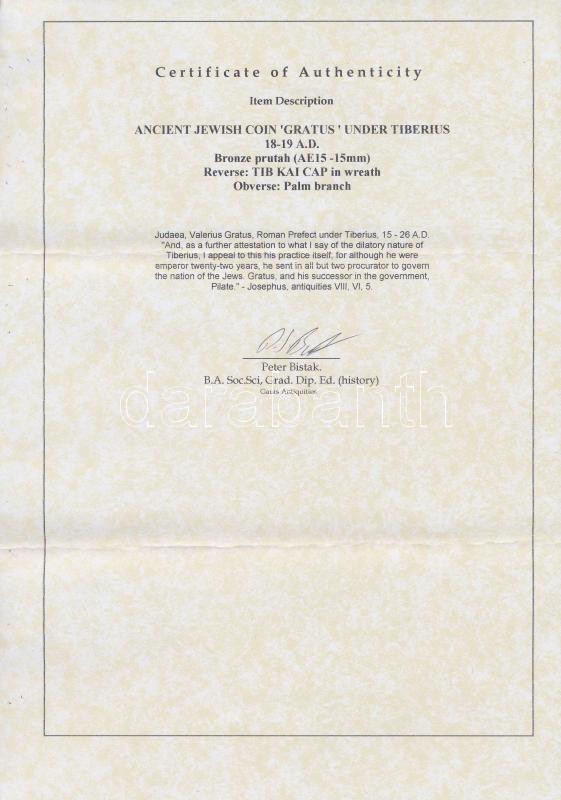 Certificate of Authenticity
Item Description
ANCIENT JEWISH COIN 'GRATUS ' UNDER TIBERIUS
18-19 A.D.
Bronze prutah (AE15 -15mm)
Reverse: TIB KAI CAP in wreath
Obverse: Palm branch
Judaea, Valerius Gratus, Roman Prefect under Tiberius, 15 - 26 A.D.
"And, as a further attestation to what I say of the dilatory nature of
Tiberius, I appeal to this his practice itself, for although he were
emperor twenty-two years, he sent in all but two procurator to govern
the nation of the Jews. Gratus, and his successor in the government,
Pilate." - Josephus, antiquities VIII, VI, 5.
Peter Bistak.
B.A. Soc.Sci, Grad. Dip. Ed. (history)
Antiquities
darabanth